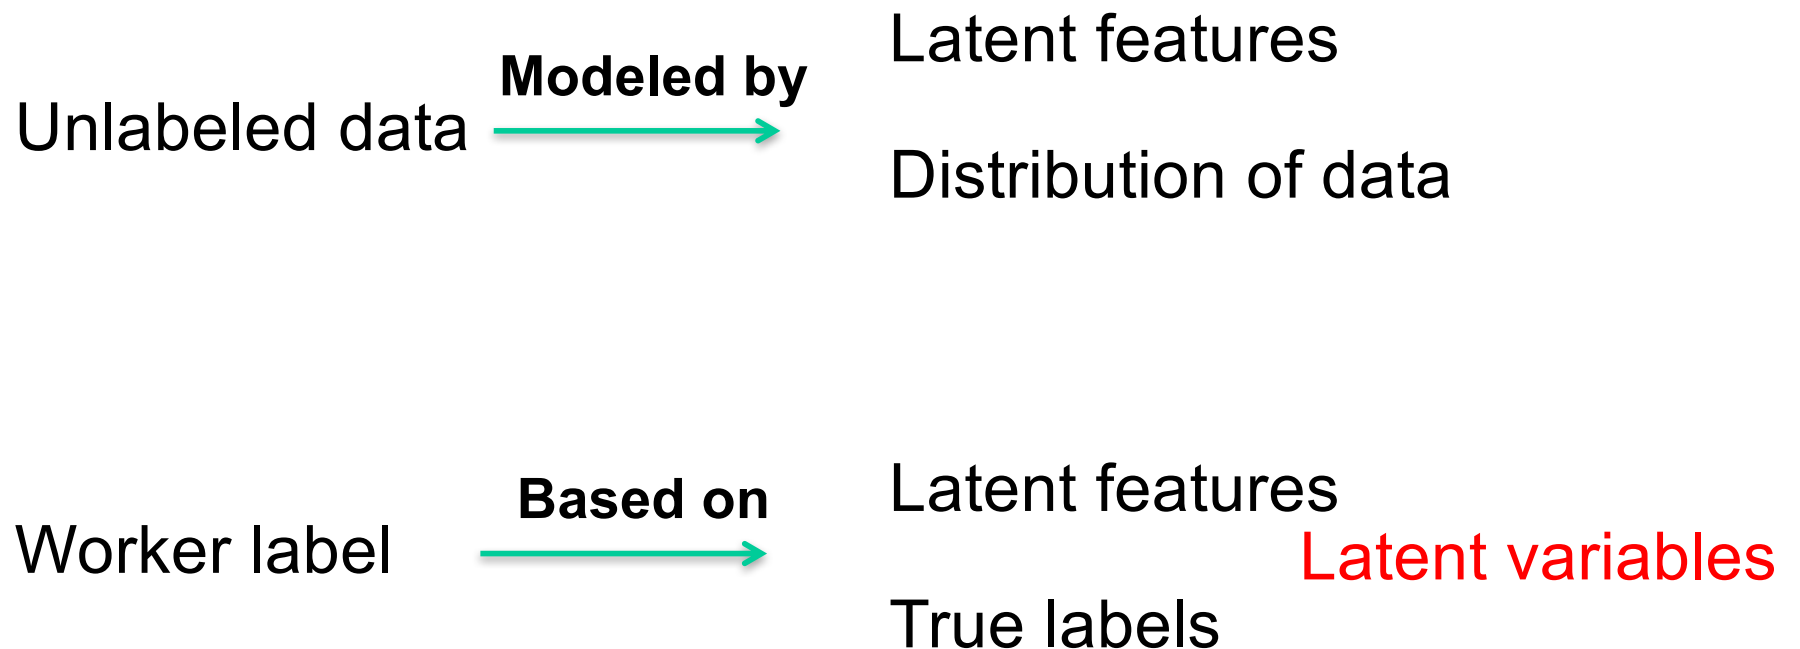 Latent features
Modeled by
Unlabeled data
Distribution of data
Latent features
Based on
Worker label
Latent variables
True labels